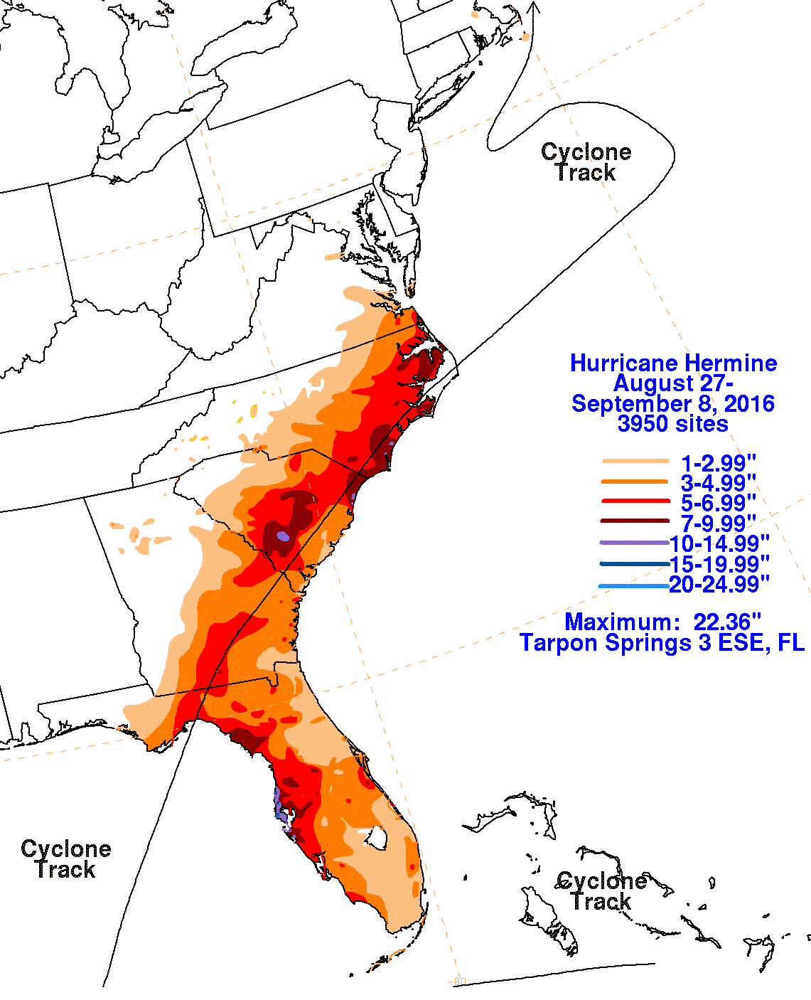 Cyclone
Track
Hurricane Hermine
August 27-
September 8, 2016
3950 sites
1-2.99"
3-4.99"
5-6.99"
7-9.99"
10-14.99"
15-19.99"
20-24.99"
Maximum: 22.36"
Tarpon Springs 3 ESE, FL
Cyclone
Track
Cyclone
Track
-80